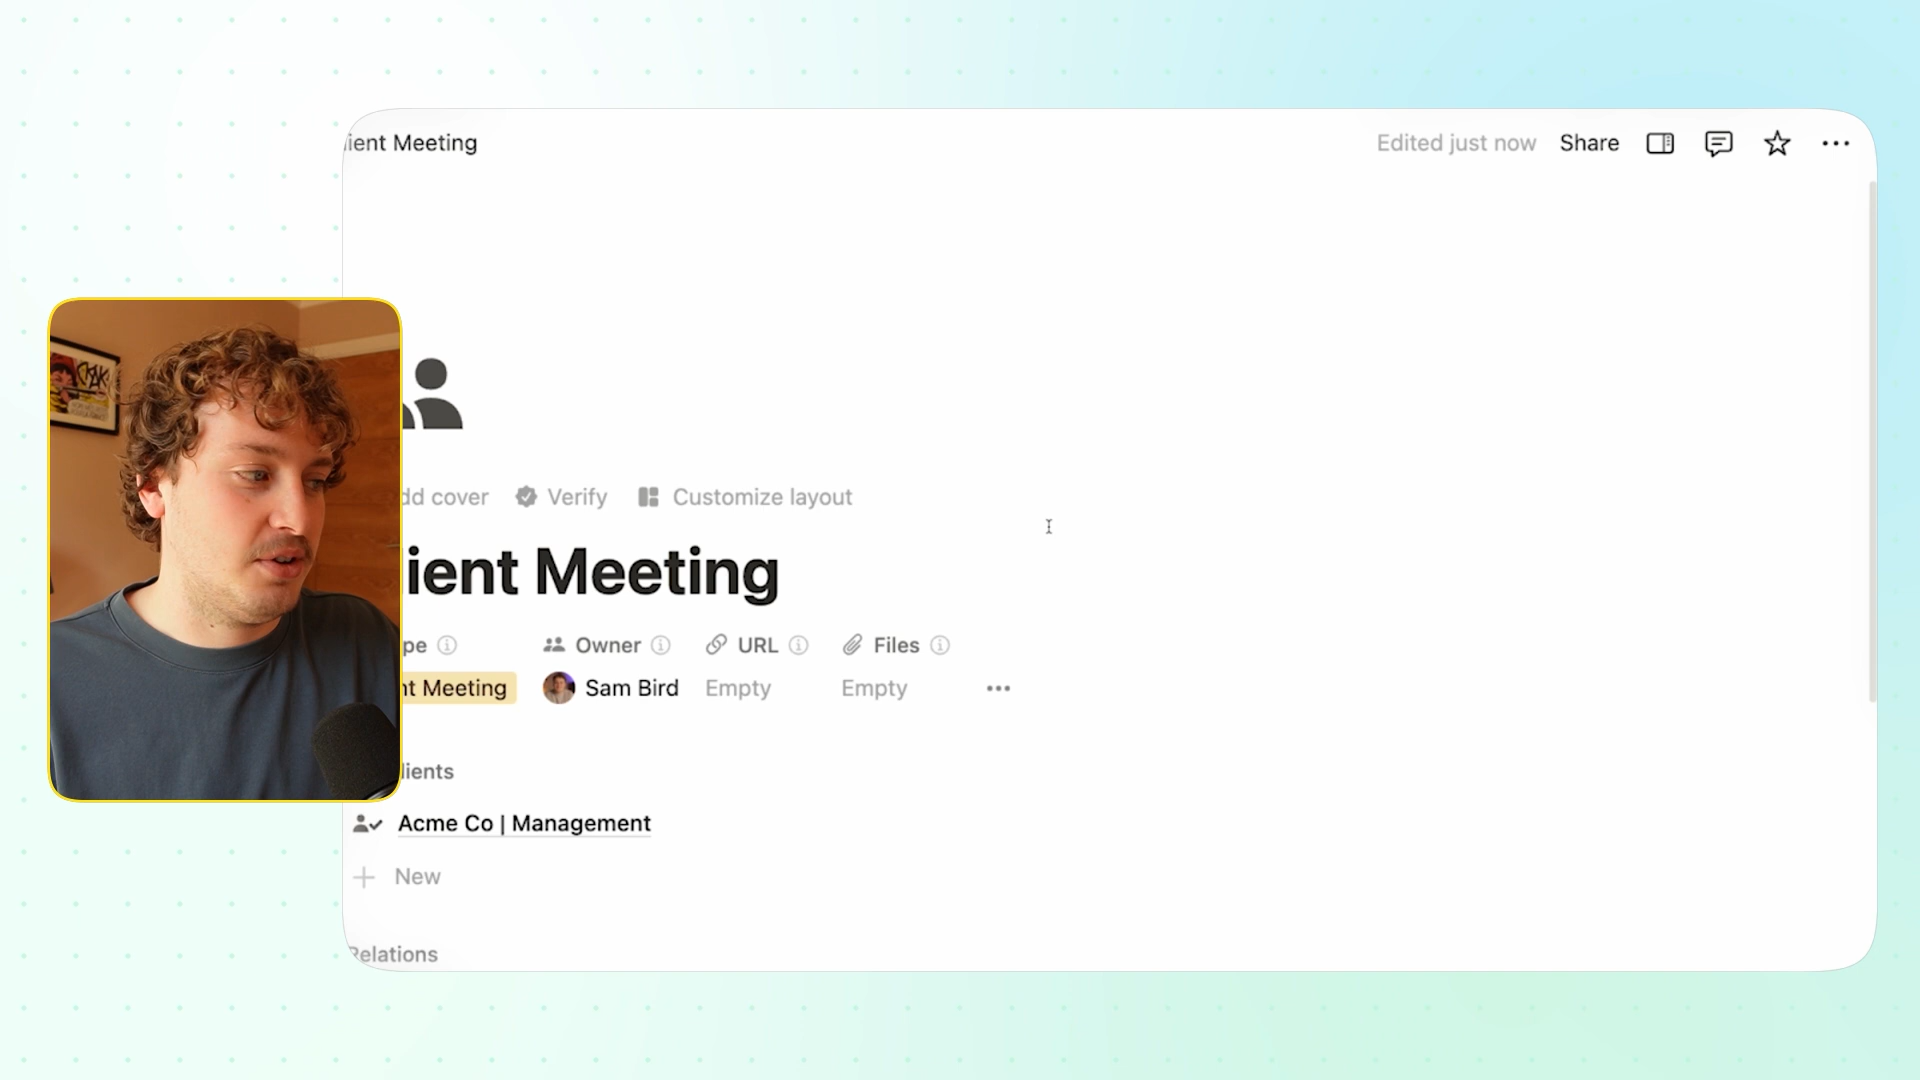 ient Meeting
Edited just now Share
dd cover Verify Customize layout
ient Meeting
pe Owner URL Files
nt Meeting Sam Bird Empty Empty
lients
Acme Co | Management
New
Relations